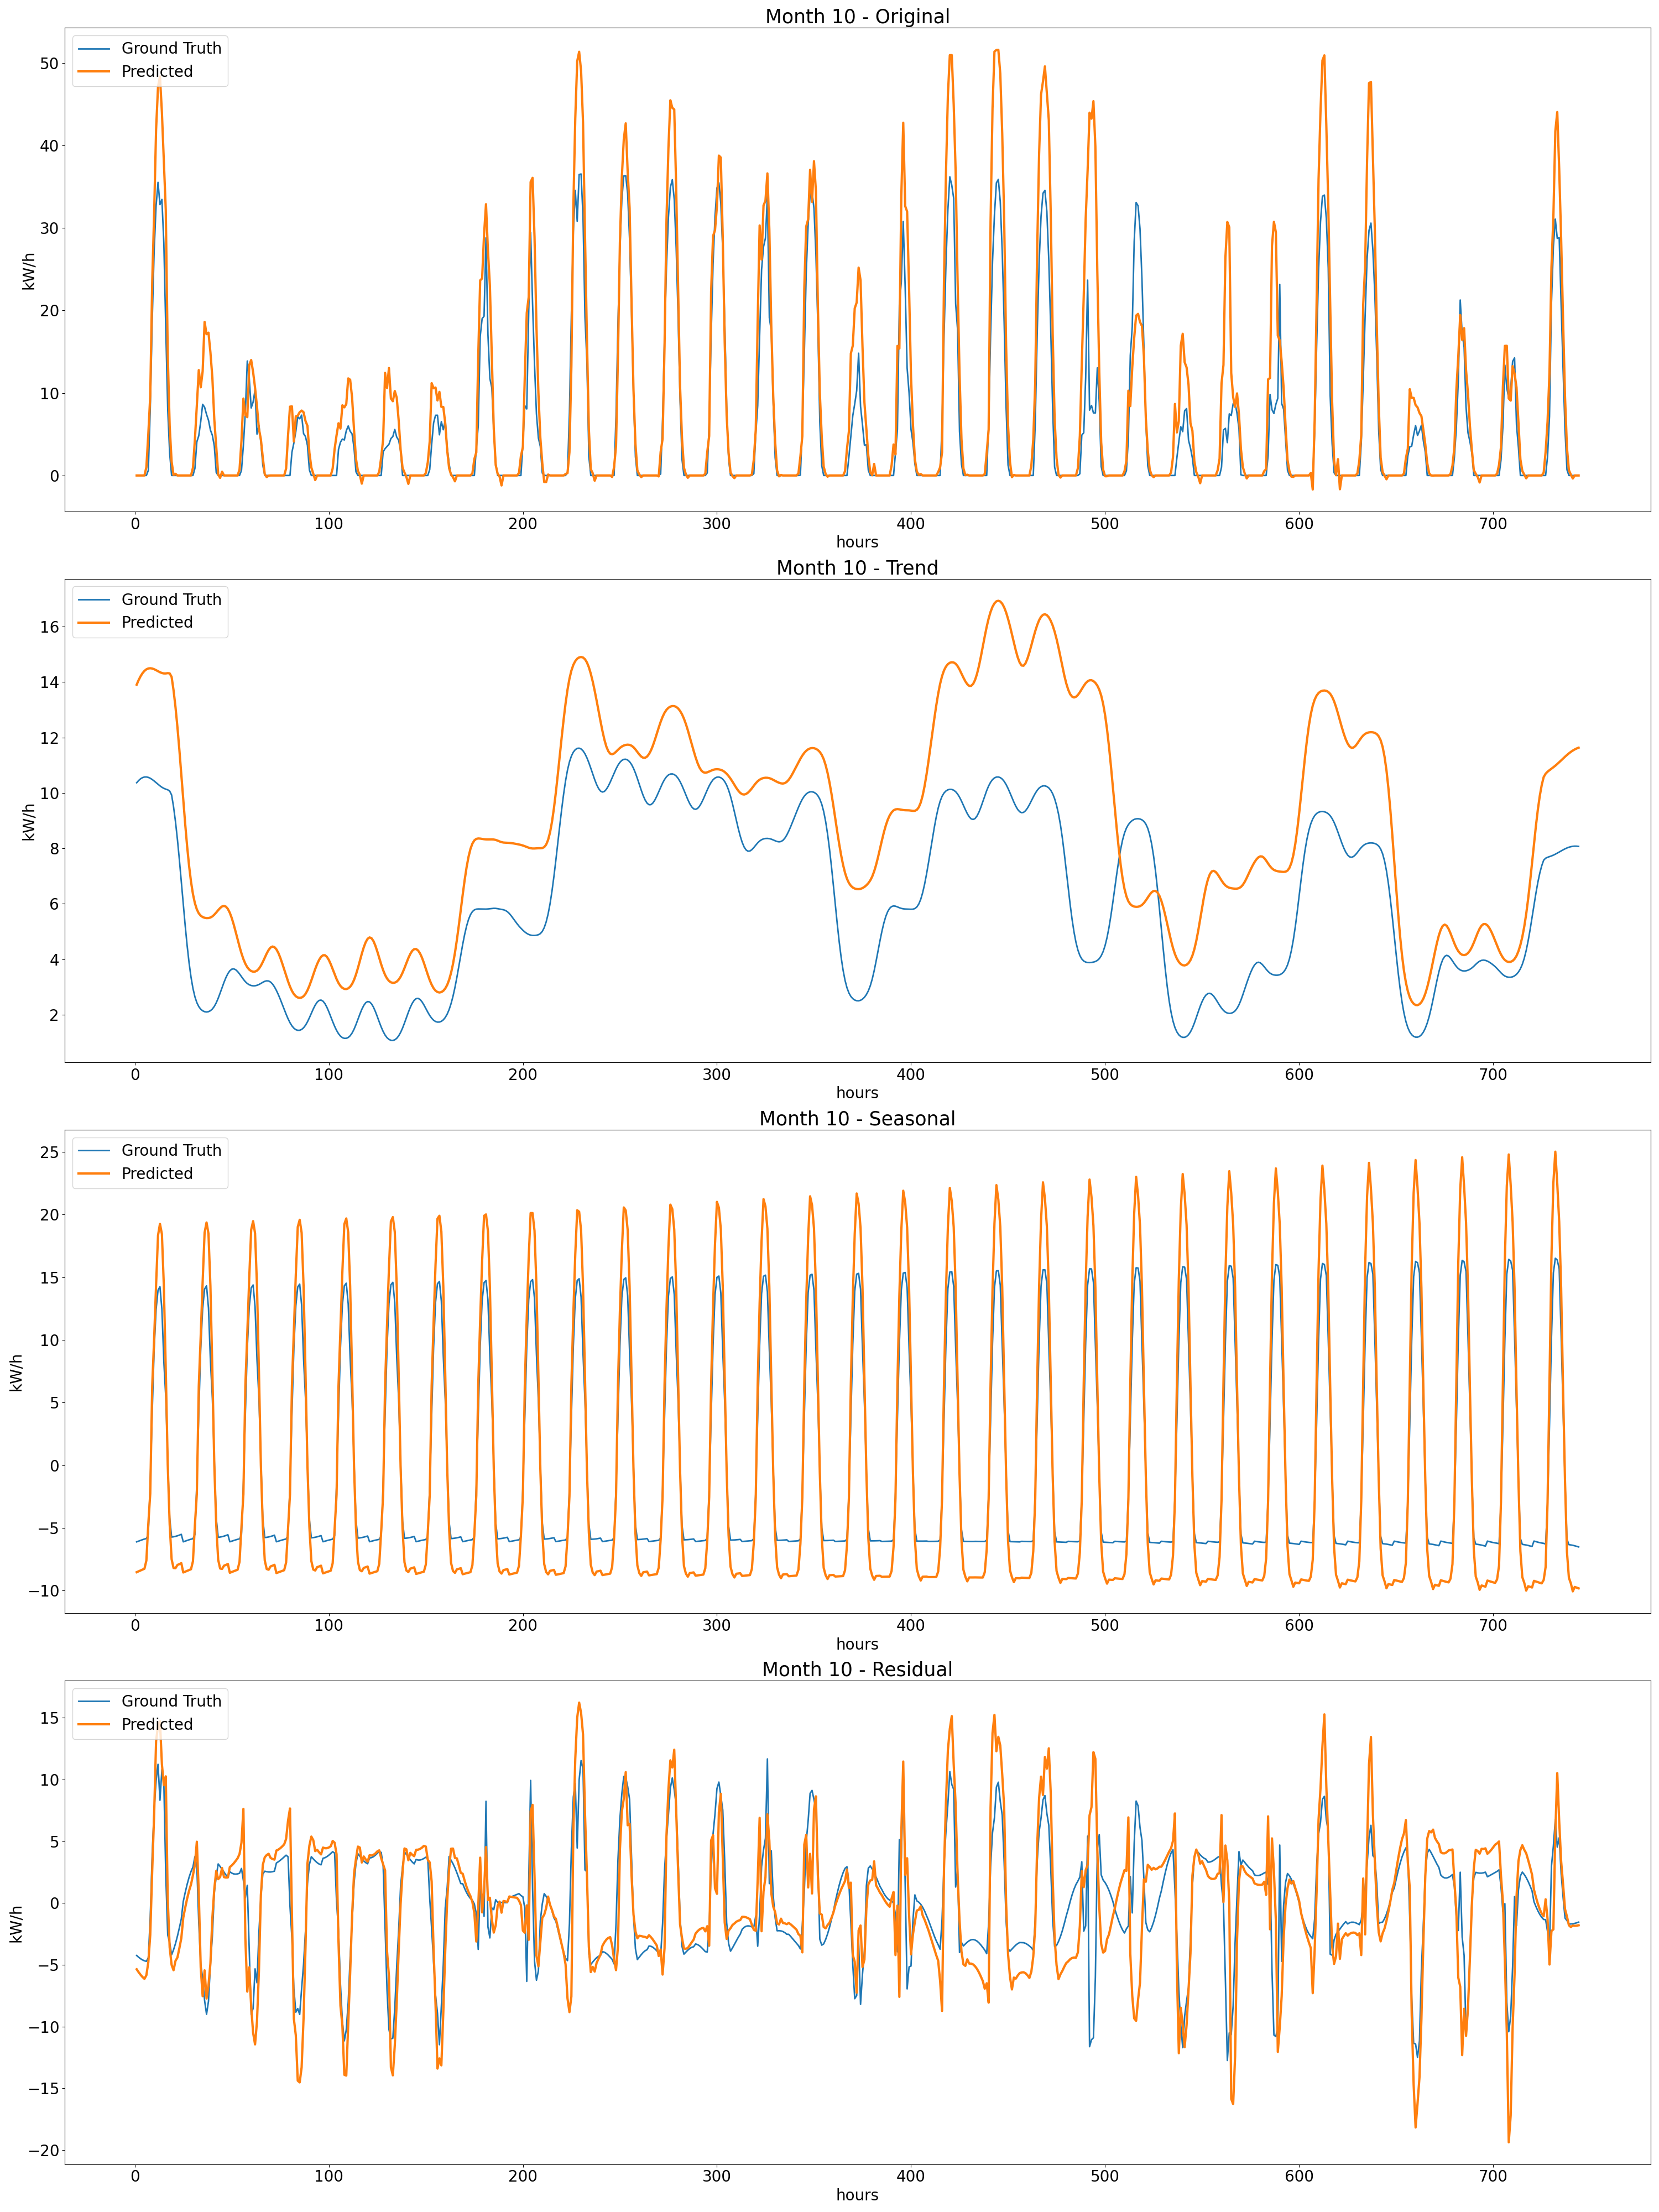 Month 10 - Original
Ground Truth
Predicted
kW/h
50
40
30
20
10
0
0 100 200 300 400 500 600 700
hours
Month 10 - Trend
Ground Truth
Predicted
kW/h
16
14
12
10
8
6
4
2
0 100 200 300 400 500 600 700
hours
Month 10 - Seasonal
Ground Truth
Predicted
kW/h
25
20
15
10
5
0
−5
−10
0 100 200 300 400 500 600 700
hours
Month 10 - Residual
Ground Truth
Predicted
kW/h
15
10
5
0
−5
−10
−15
−20
0 100 200 300 400 500 600 700
hours